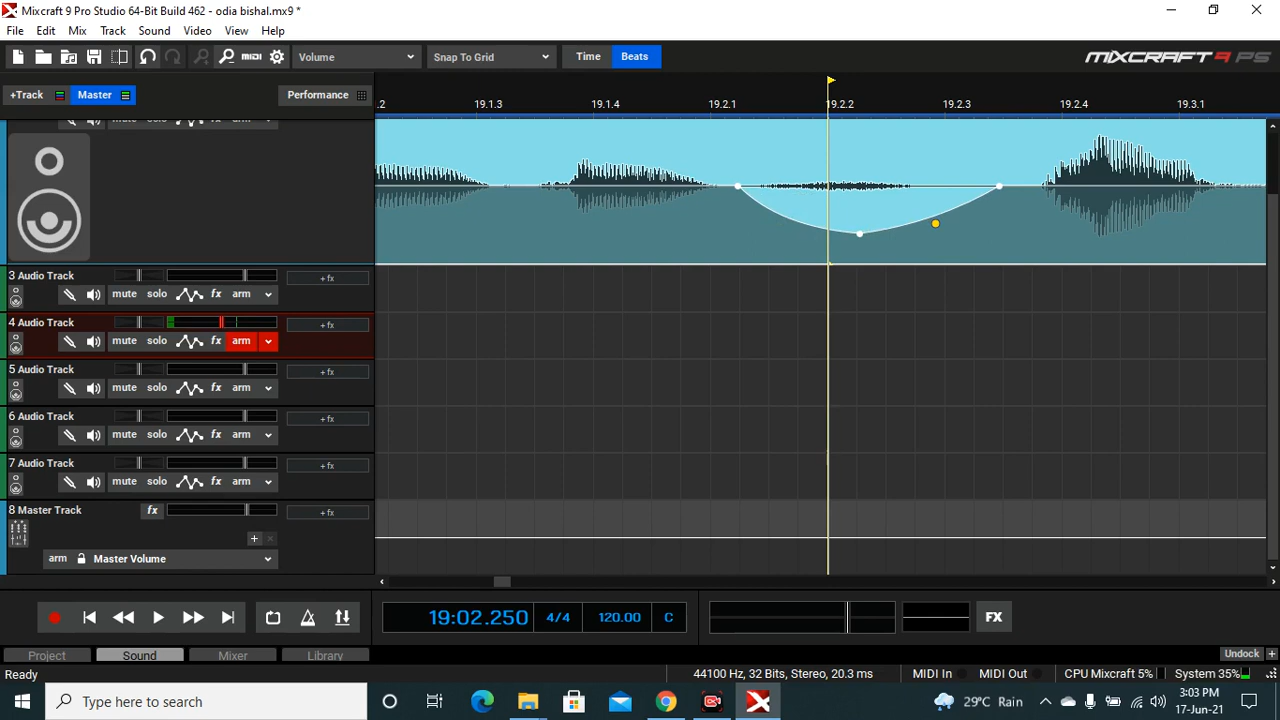 Mixcraft 9 Pro Studio 64-Bit Build 462 - odia bishal.mx9 *
File Edit Mix Track Sound Video View Help
MIDI Volume Snap To Grid Time Beats MIXCRAFT 9 PS
+Track Master Performance
.2 19.1.3 19.1.4 19.2.1 19.2.2 19.2.3 19.2.4 19.3.1
3 Audio Track
+ fx
mute solo fx arm
4 Audio Track
+ fx
mute solo fx arm
5 Audio Track
+ fx
mute solo fx arm
6 Audio Track
+ fx
mute solo fx arm
7 Audio Track
+ fx
mute solo fx arm
8 Master Track fx
+ fx
arm Master Volume
19:02.250 4/4 120.00 C FX
Project Sound Mixer Library Undock
Ready 44100 Hz, 32 Bits, Stereo, 20.3 ms MIDI In MIDI Out CPU Mixcraft 5% System 35%
Type here to search 29°C Rain 3:03 PM
17-Jun-21